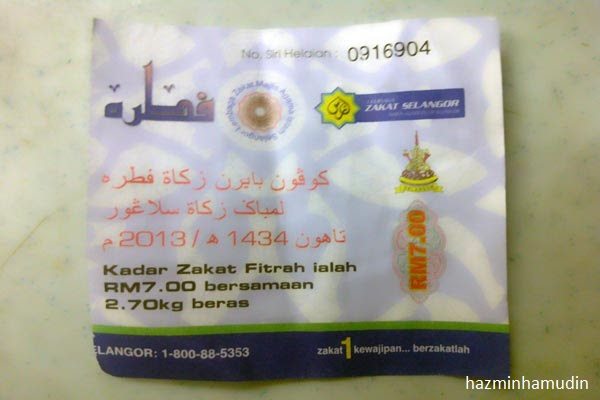 No. Siri Helaian : 0916904
فطره
LEMBAGA ZAKAT SELANGOR
كوڤون بايرن زكاة فطره
لمباݢ زكاة سلاڠور
تاهون 1434 ه / 2013 م
RM7.00
Kadar Zakat Fitrah ialah
RM7.00 bersamaan
2.70kg beras
ELANGOR: 1-800-88-5353
zakat 1 kewajipan... berzakatlah
hazminhamudin